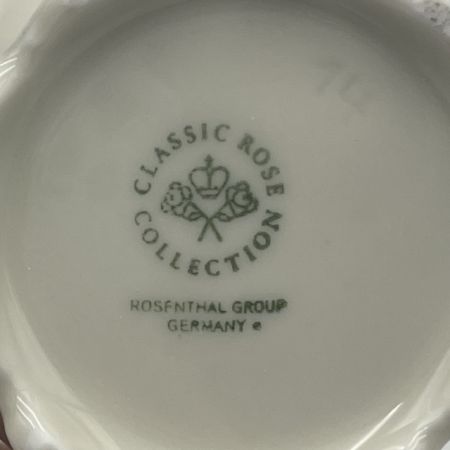 CLASSIC ROSE
COLLECTION
ROSENTHAL GROUP
GERMANY